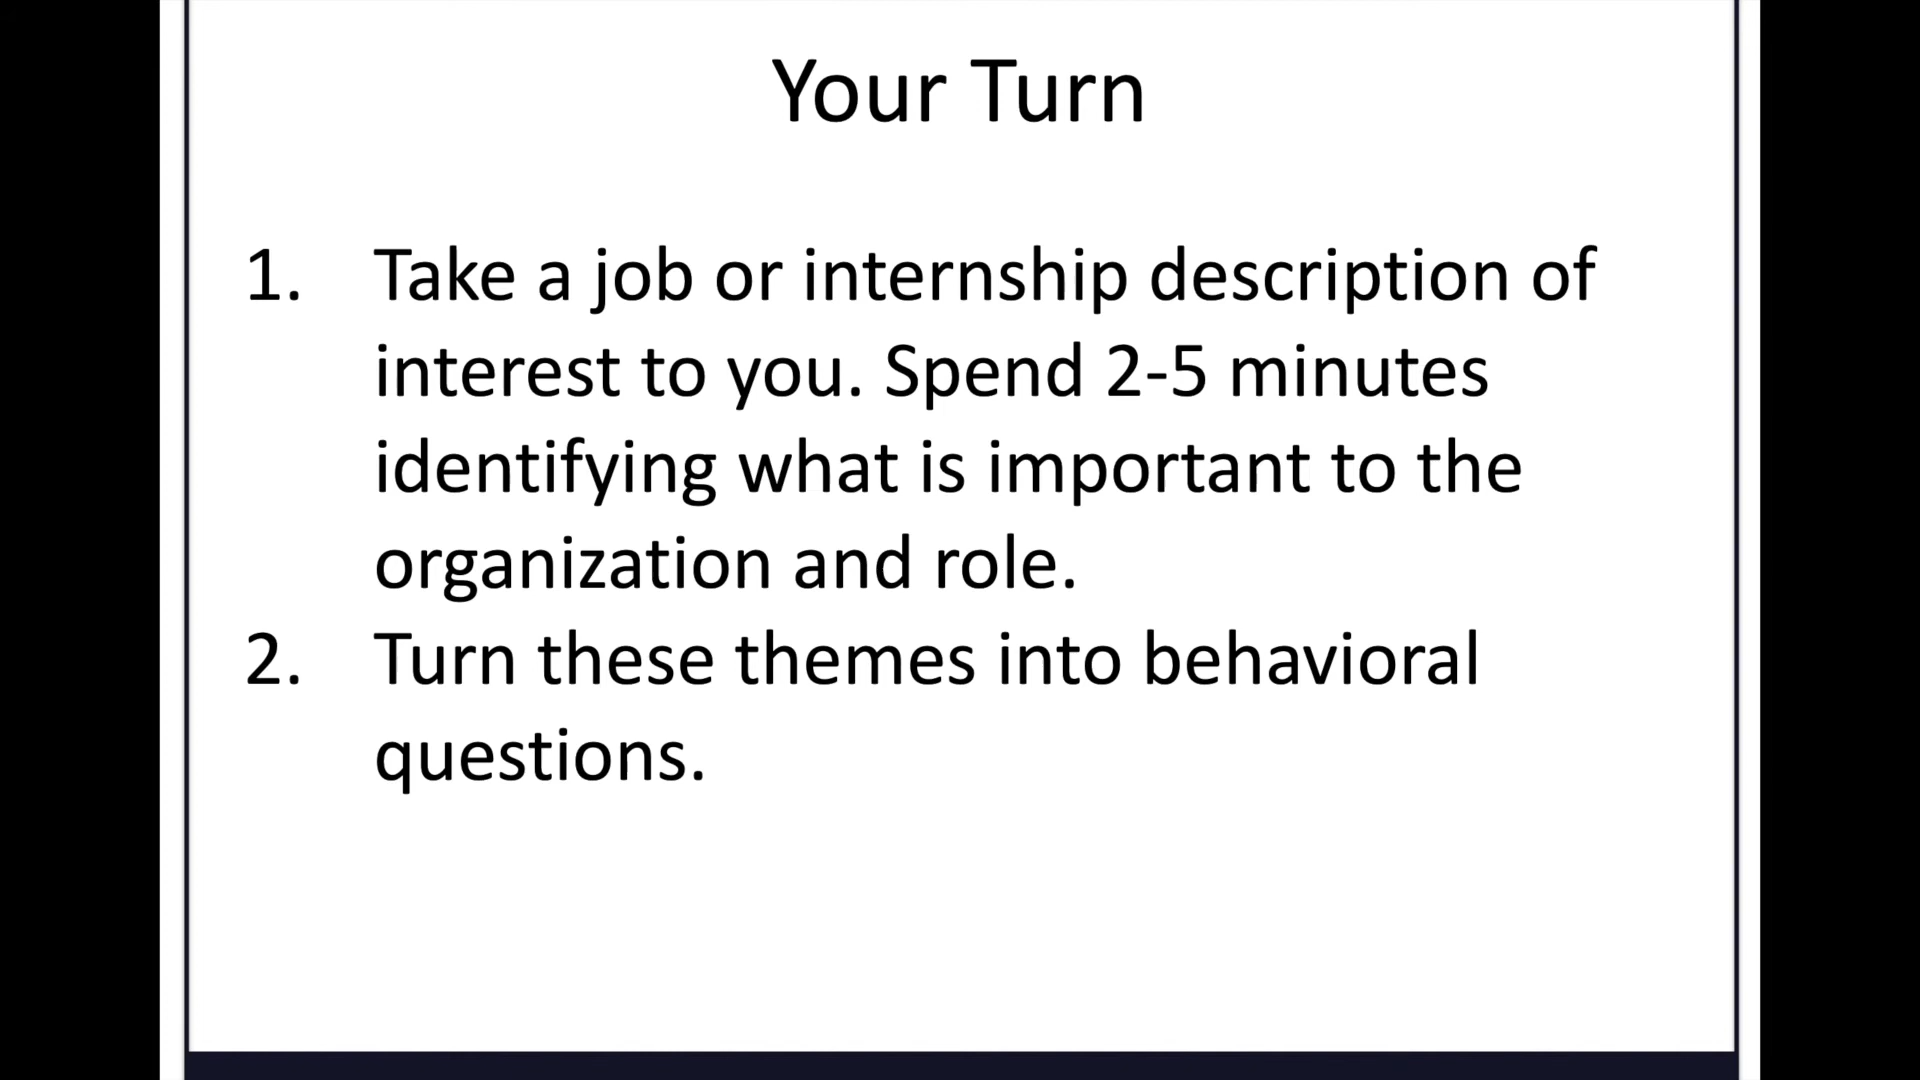 Your Turn
1. Take a job or internship description of
interest to you. Spend 2-5 minutes
identifying what is important to the
organization and role.
2. Turn these themes into behavioral
questions.